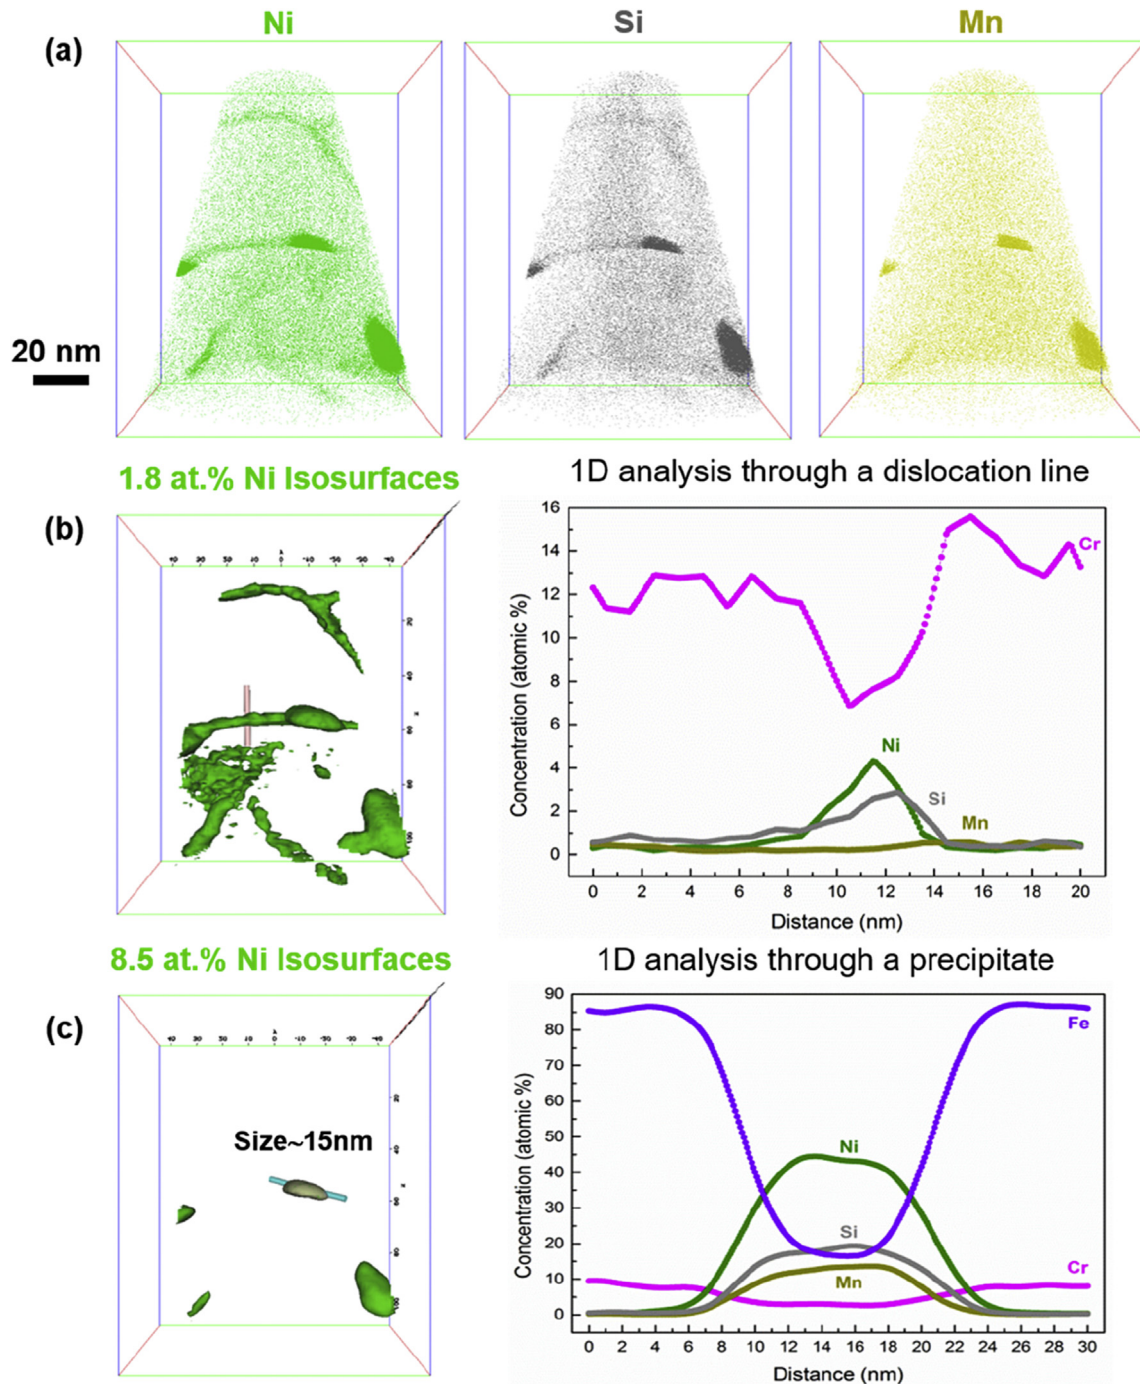 (a)
Ni
Si
Mn
20 nm
1.8 at.% Ni Isosurfaces
1D analysis through a dislocation line
(b)
16
14
12
10
8
6
4
2
0
Concentration (atomic %)
Cr
Ni
Si
Mn
0 2 4 6 8 10 12 14 16 18 20
Distance (nm)
8.5 at.% Ni Isosurfaces
1D analysis through a precipitate
(c)
Size~15nm
90
80
70
60
50
40
30
20
10
0
Concentration (atomic %)
Fe
Ni
Si
Mn
Cr
0 2 4 6 8 10 12 14 16 18 20 22 24 26 28 30
Distance (nm)